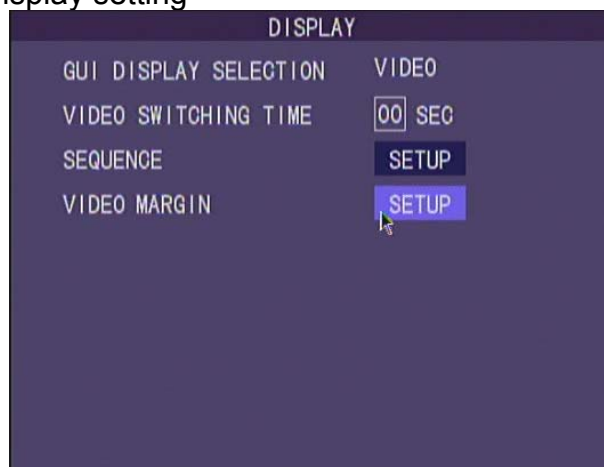 isplay setting
DISPLAY
GUI DISPLAY SELECTION VIDEO
VIDEO SWITCHING TIME 00 SEC
SEQUENCE SETUP
VIDEO MARGIN SETUP